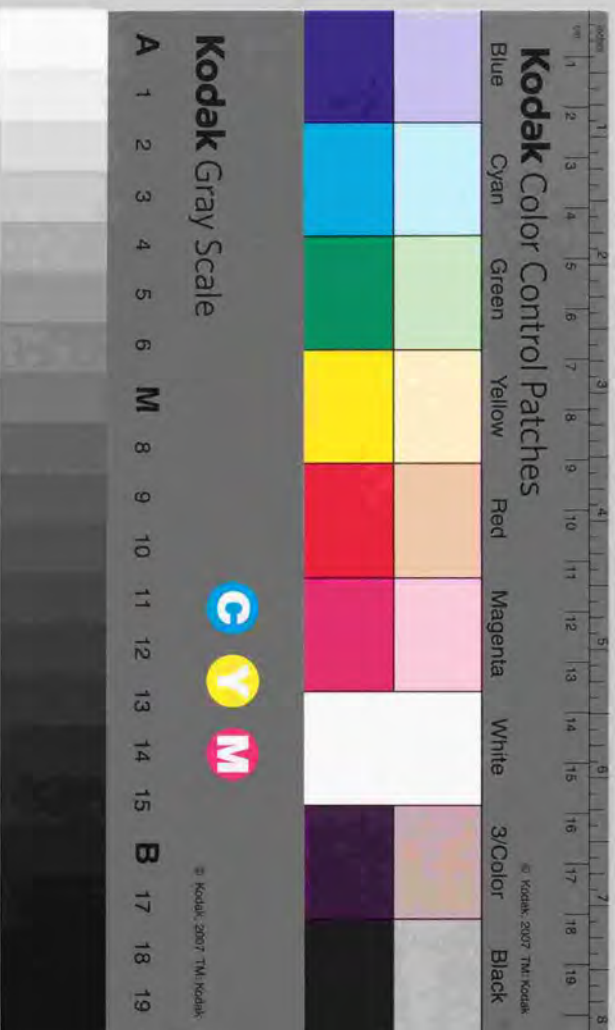 inches 1 2 3 4 5 6 7 8
cm 1 2 3 4 5 6 7 8 9 10 11 12 13 14 15 16 17 18 19
Kodak Color Control Patches
© Kodak, 2007 TM: Kodak
Blue Cyan Green Yellow Red Magenta White 3/Color Black
Kodak Gray Scale
C Y M
© Kodak, 2007 TM: Kodak
A 1 2 3 4 5 6 M 8 9 10 11 12 13 14 15 B 17 18 19